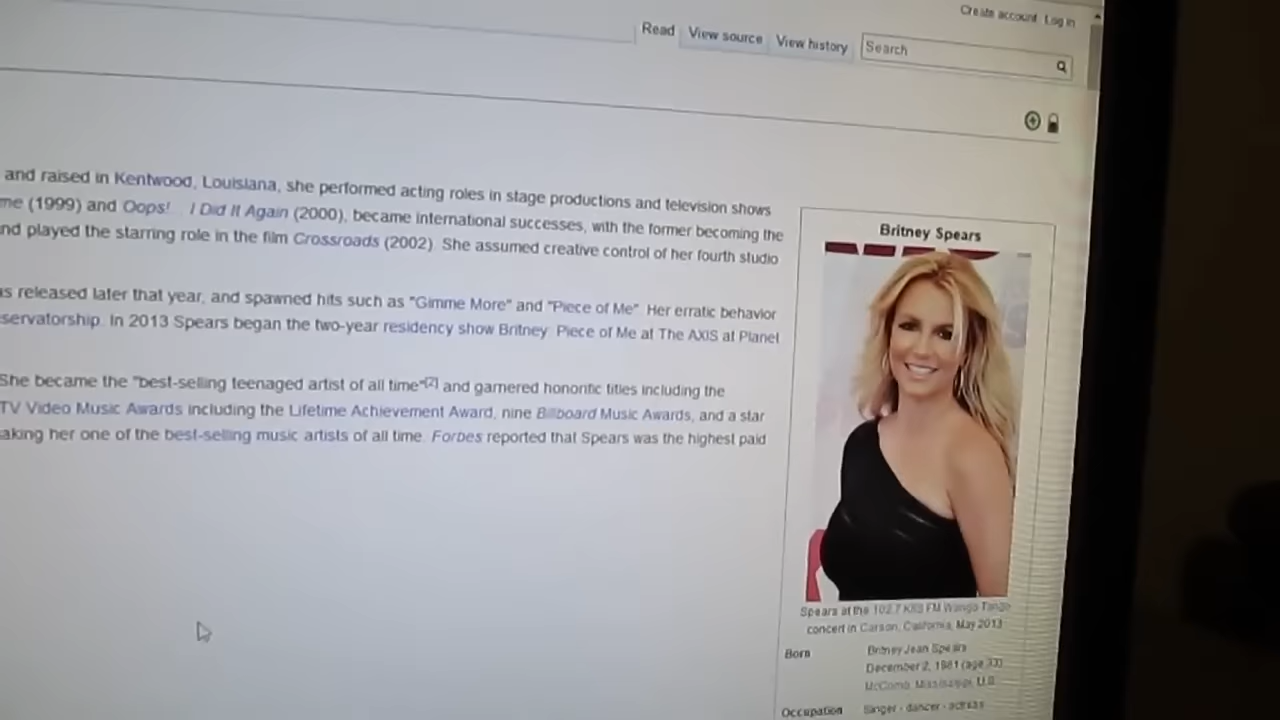 Create account Log in
Read View source View history Search
and raised in Kentwood, Louisiana, she performed acting roles in stage productions and television shows
me (1999) and Oops!... I Did It Again (2000), became international successes, with the former becoming the
nd played the starring role in the film Crossroads (2002). She assumed creative control of her fourth studio
as released later that year, and spawned hits such as "Gimme More" and "Piece of Me". Her erratic behavior
servatorship. In 2013 Spears began the two-year residency show Britney: Piece of Me at The AXIS at Planet
She became the "best-selling teenaged artist of all time"[2] and garnered honorific titles including the
TV Video Music Awards including the Lifetime Achievement Award, nine Billboard Music Awards, and a star
aking her one of the best-selling music artists of all time. Forbes reported that Spears was the highest paid
Britney Spears
Spears at the 102.7 KIIS FM Wango Tango
concert in Carson, California, May 2013
Born Britney Jean Spears
December 2, 1981 (age 33)
McComb, Mississippi, U.S.
Occupation Singer · dancer · actress